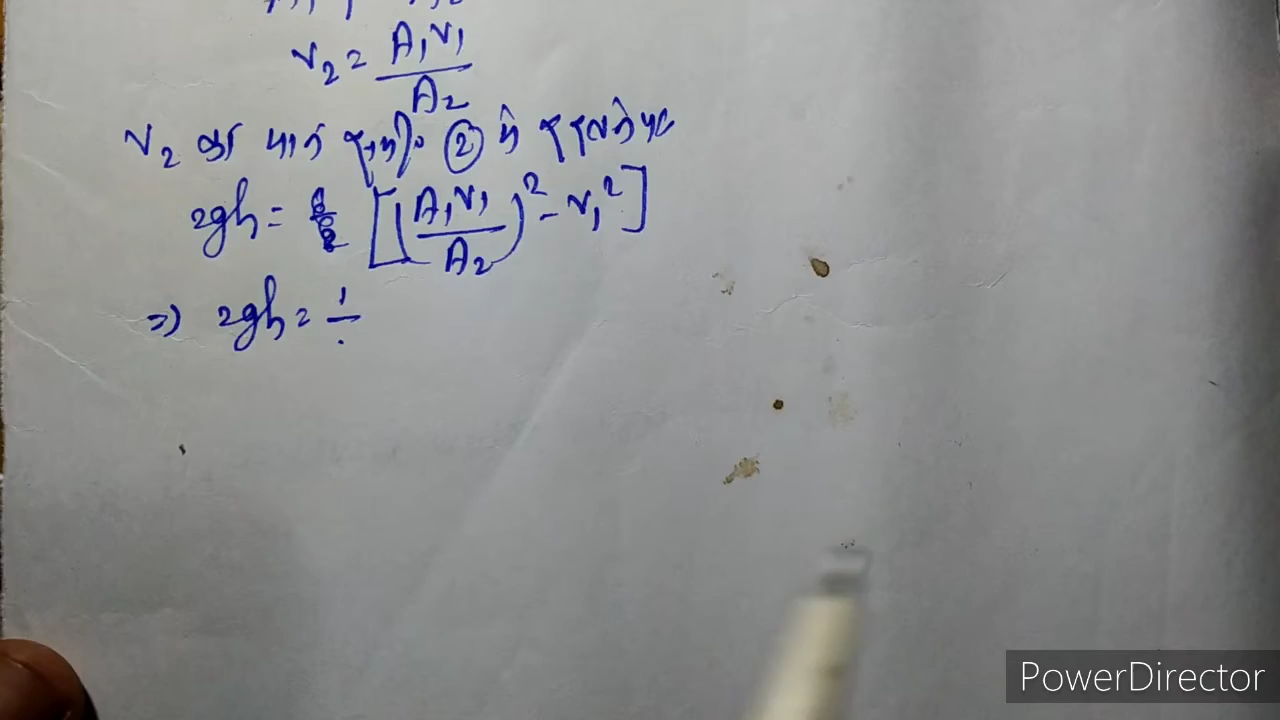 v₂ = A₁v₁/A₂
v₂ का मान समी० ② में रखने पर
2gh = [(A₁v₁/A₂)² - v₁²]
=) 2gh = 1/
PowerDirector